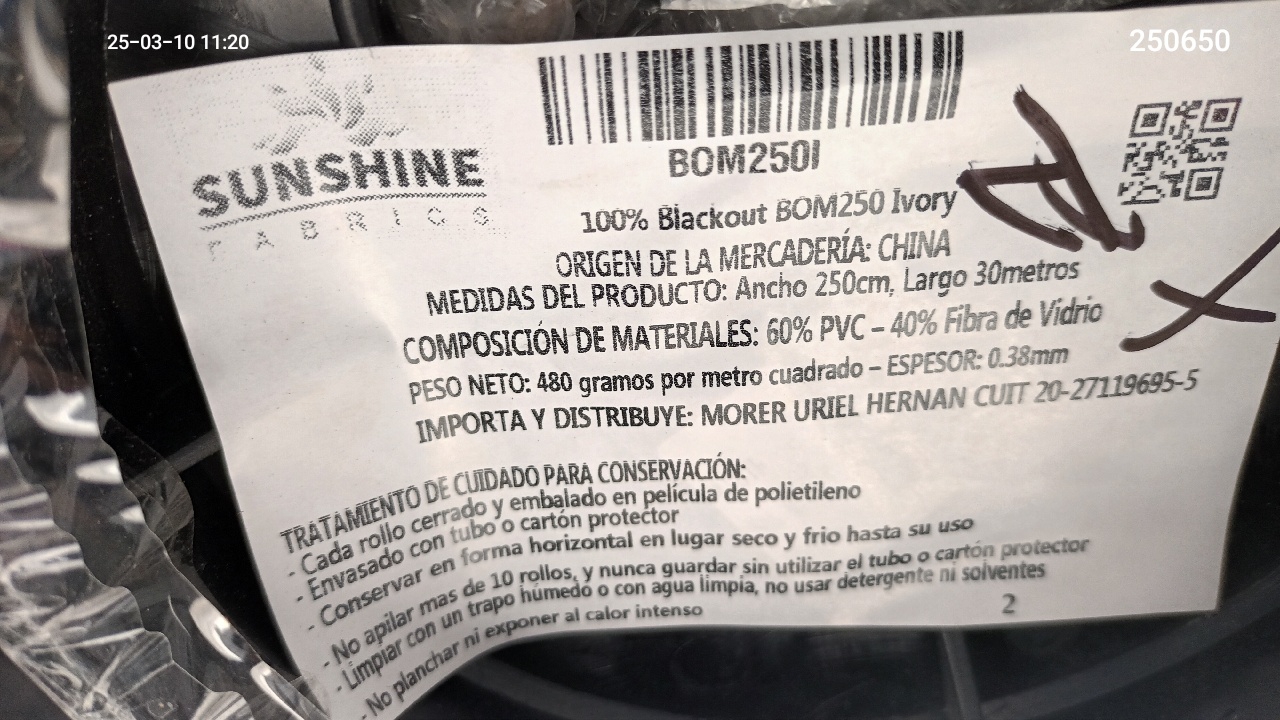 25-03-10 11:20
250650
SUNSHINE
FABRICS
BOM250I
100% Blackout BOM250 Ivory
ORIGEN DE LA MERCADERÍA: CHINA
MEDIDAS DEL PRODUCTO: Ancho 250cm, Largo 30metros
COMPOSICIÓN DE MATERIALES: 60% PVC – 40% Fibra de Vidrio
PESO NETO: 480 gramos por metro cuadrado – ESPESOR: 0.38mm
IMPORTA Y DISTRIBUYE: MORER URIEL HERNAN CUIT 20-27119695-5
TRATAMIENTO DE CUIDADO PARA CONSERVACIÓN:
- Cada rollo cerrado y embalado en película de polietileno
- Envasado con tubo o cartón protector
- Conservar en forma horizontal en lugar seco y frio hasta su uso
- No apilar mas de 10 rollos, y nunca guardar sin utilizar el tubo o cartón protector
- Limpiar con un trapo húmedo o con agua limpia, no usar detergente ni solventes
- No planchar ni exponer al calor intenso
2